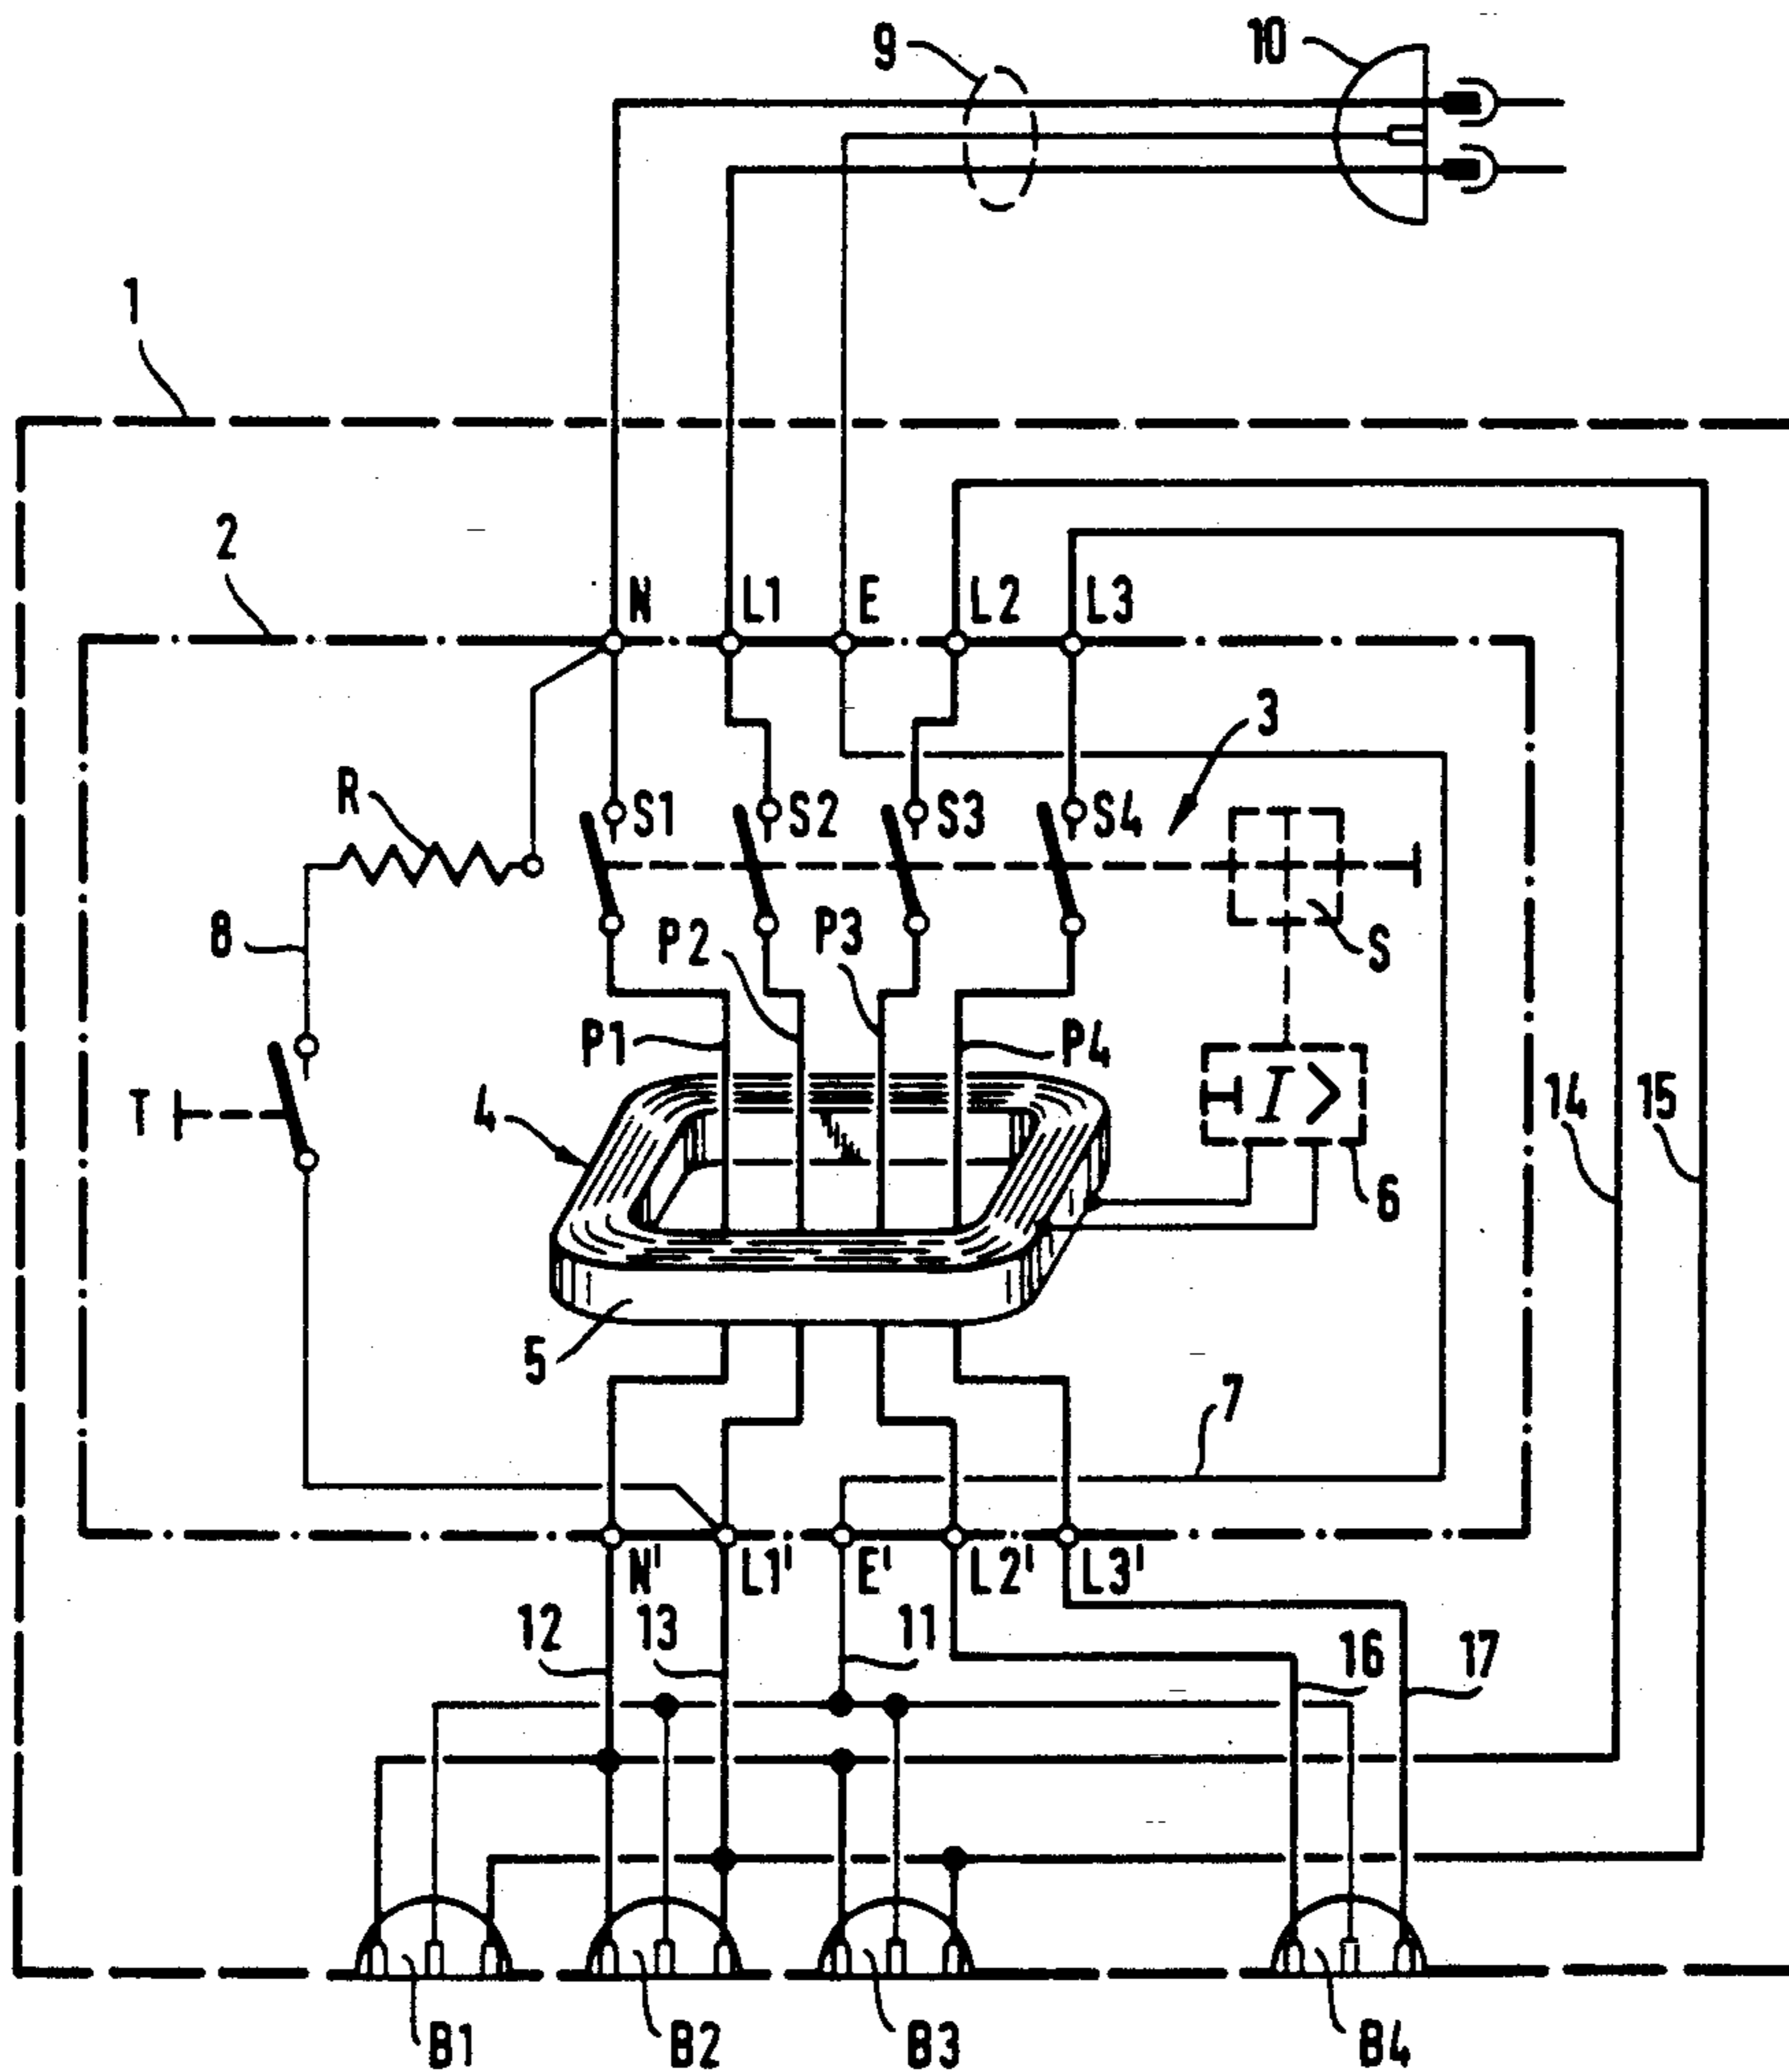 9 10
1
2 N L1 E L2 L3
3
R S1 S2 S3 S4
8 P2 P3 S
P1 P4
T 4 I > 14 15
6
5
7
N' L1' E' L2' L3'
12 13 11 16 17
B1 B2 B3 B4